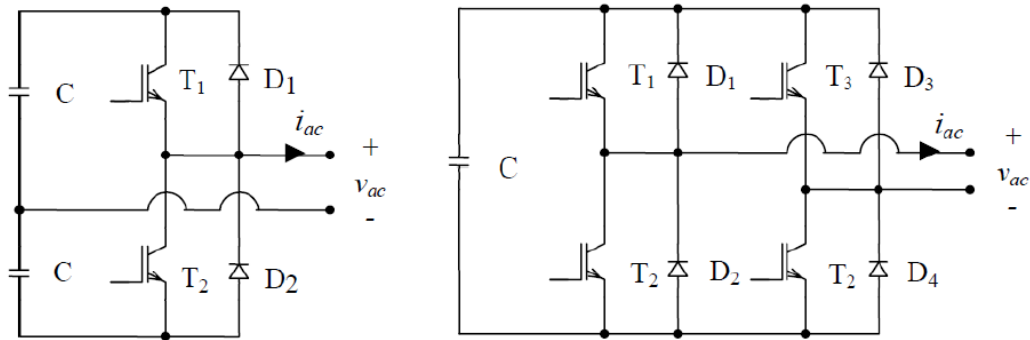 C
T1
D1
iac
+
vac
-
C
T2
D2
C
T1
D1
T3
D3
iac
+
vac
-
T2
D2
T2
D4